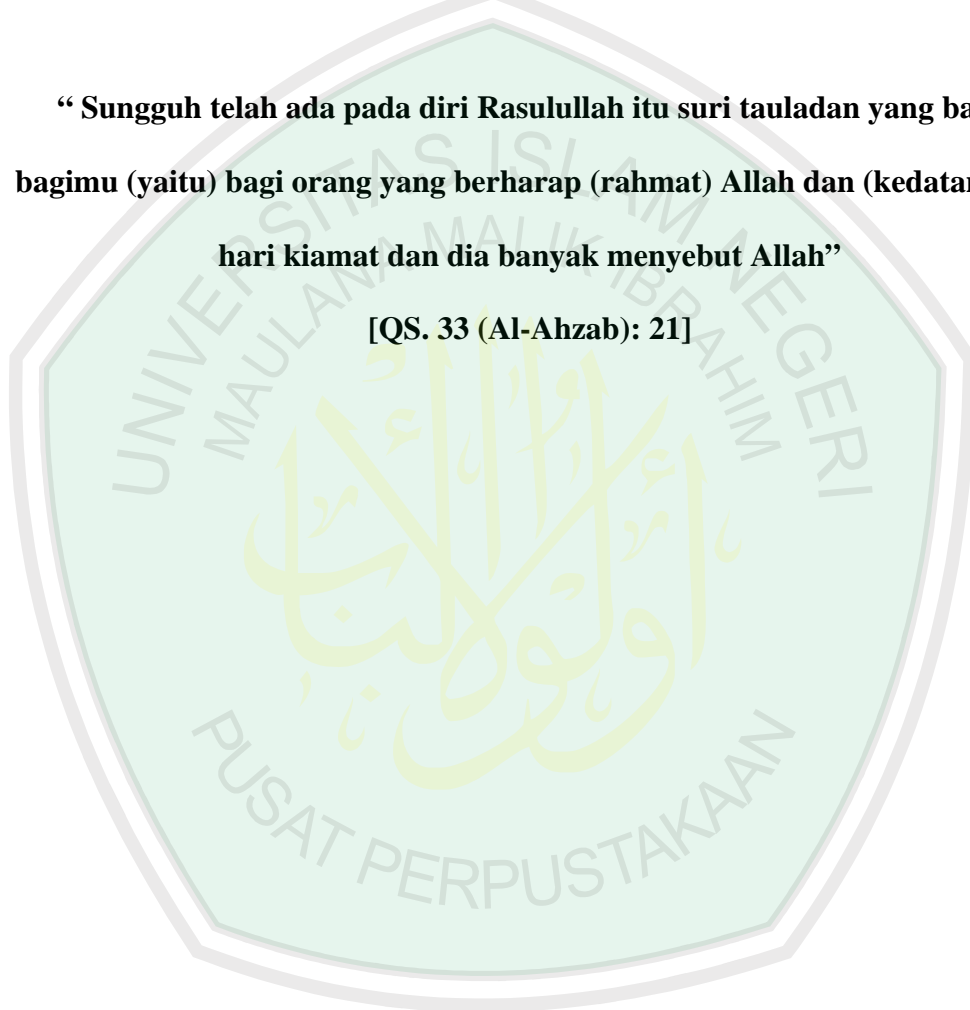 “ Sungguh telah ada pada diri Rasulullah itu suri tauladan yang ba
bagimu (yaitu) bagi orang yang berharap (rahmat) Allah dan (kedata
hari kiamat dan dia banyak menyebut Allah”
[QS. 33 (Al-Ahzab): 21]
UNIVERSITAS ISLAM NEGERI
MAULANA MALIK IBRAHIM
PUSAT PERPUSTAKAAN